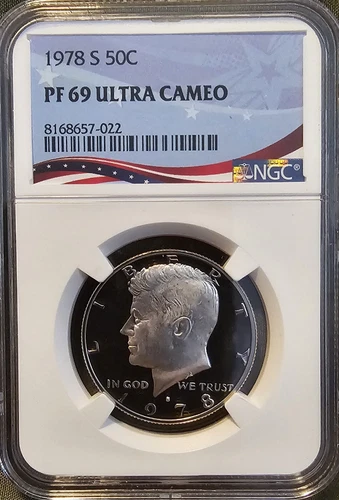 1978 S 50C
PF 69 ULTRA CAMEO
8168657-022
NGC®
LIBERTY
IN GOD WE TRUST
S
1978